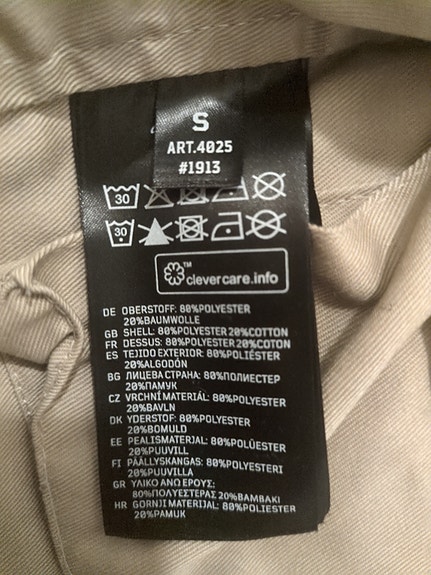 S
ART.4025
#1913
30
30
™
clevercare.info
DE OBERSTOFF: 80%POLYESTER
20%BAUMWOLLE
GB SHELL: 80%POLYESTER 20%COTTON
FR DESSUS: 80%POLYESTER 20%COTON
ES TEJIDO EXTERIOR: 80%POLIÉSTER
20%ALGODÓN
BG ЛИЦЕВА СТРАНА: 80%ПОЛИЕСТЕР
20%ПАМУК
CZ VRCHNÍ MATERIÁL: 80%POLYESTER
20%BAVLN
DK YDERSTOF: 80%POLYESTER
20%BOMULD
EE PEALISMATERJAL: 80%POLÜESTER
20%PUUVILL
FI PÄÄLLYSKANGAS: 80%POLYESTERI
20%PUUVILLA
GR ΥΛΙΚΟ ΑΝΩ ΕΡΟΥΣ:
80%ΠΟΛΥΕΣΤΕΡΑΣ 20%ΒΑΜΒΑΚΙ
HR GORNJI MATERIJAL: 80%POLIESTER
20%PAMUK